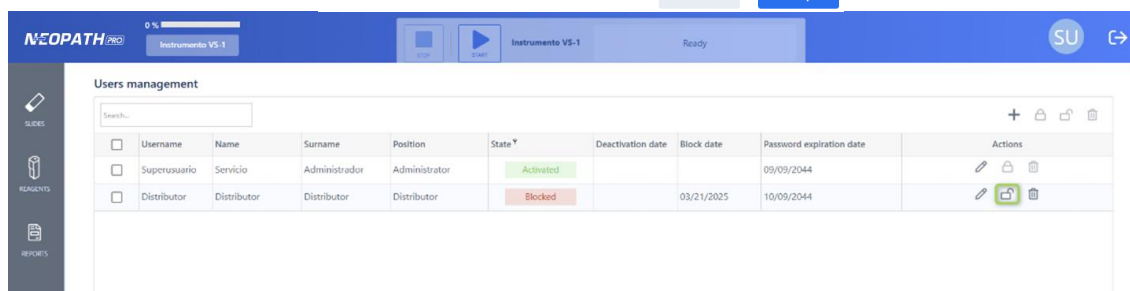 0 %
NEOPATH PRO
Instrumento VS-1
STOP
START
Instrumento VS-1
Ready
SU
Users management
SLIDES
Search...
Username Name Surname Position State Deactivation date Block date Password expiration date Actions
Superusuario Servicio Administrador Administrator Activated 09/09/2044
REAGENTS
Distributor Distributor Distributor Distributor Blocked 03/21/2025 10/09/2044
REPORTS